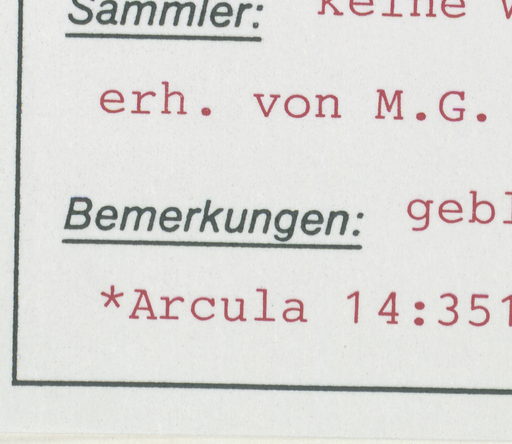 Sammler: keine
erh. von M.G.
Bemerkungen:
*Arcula 14:351